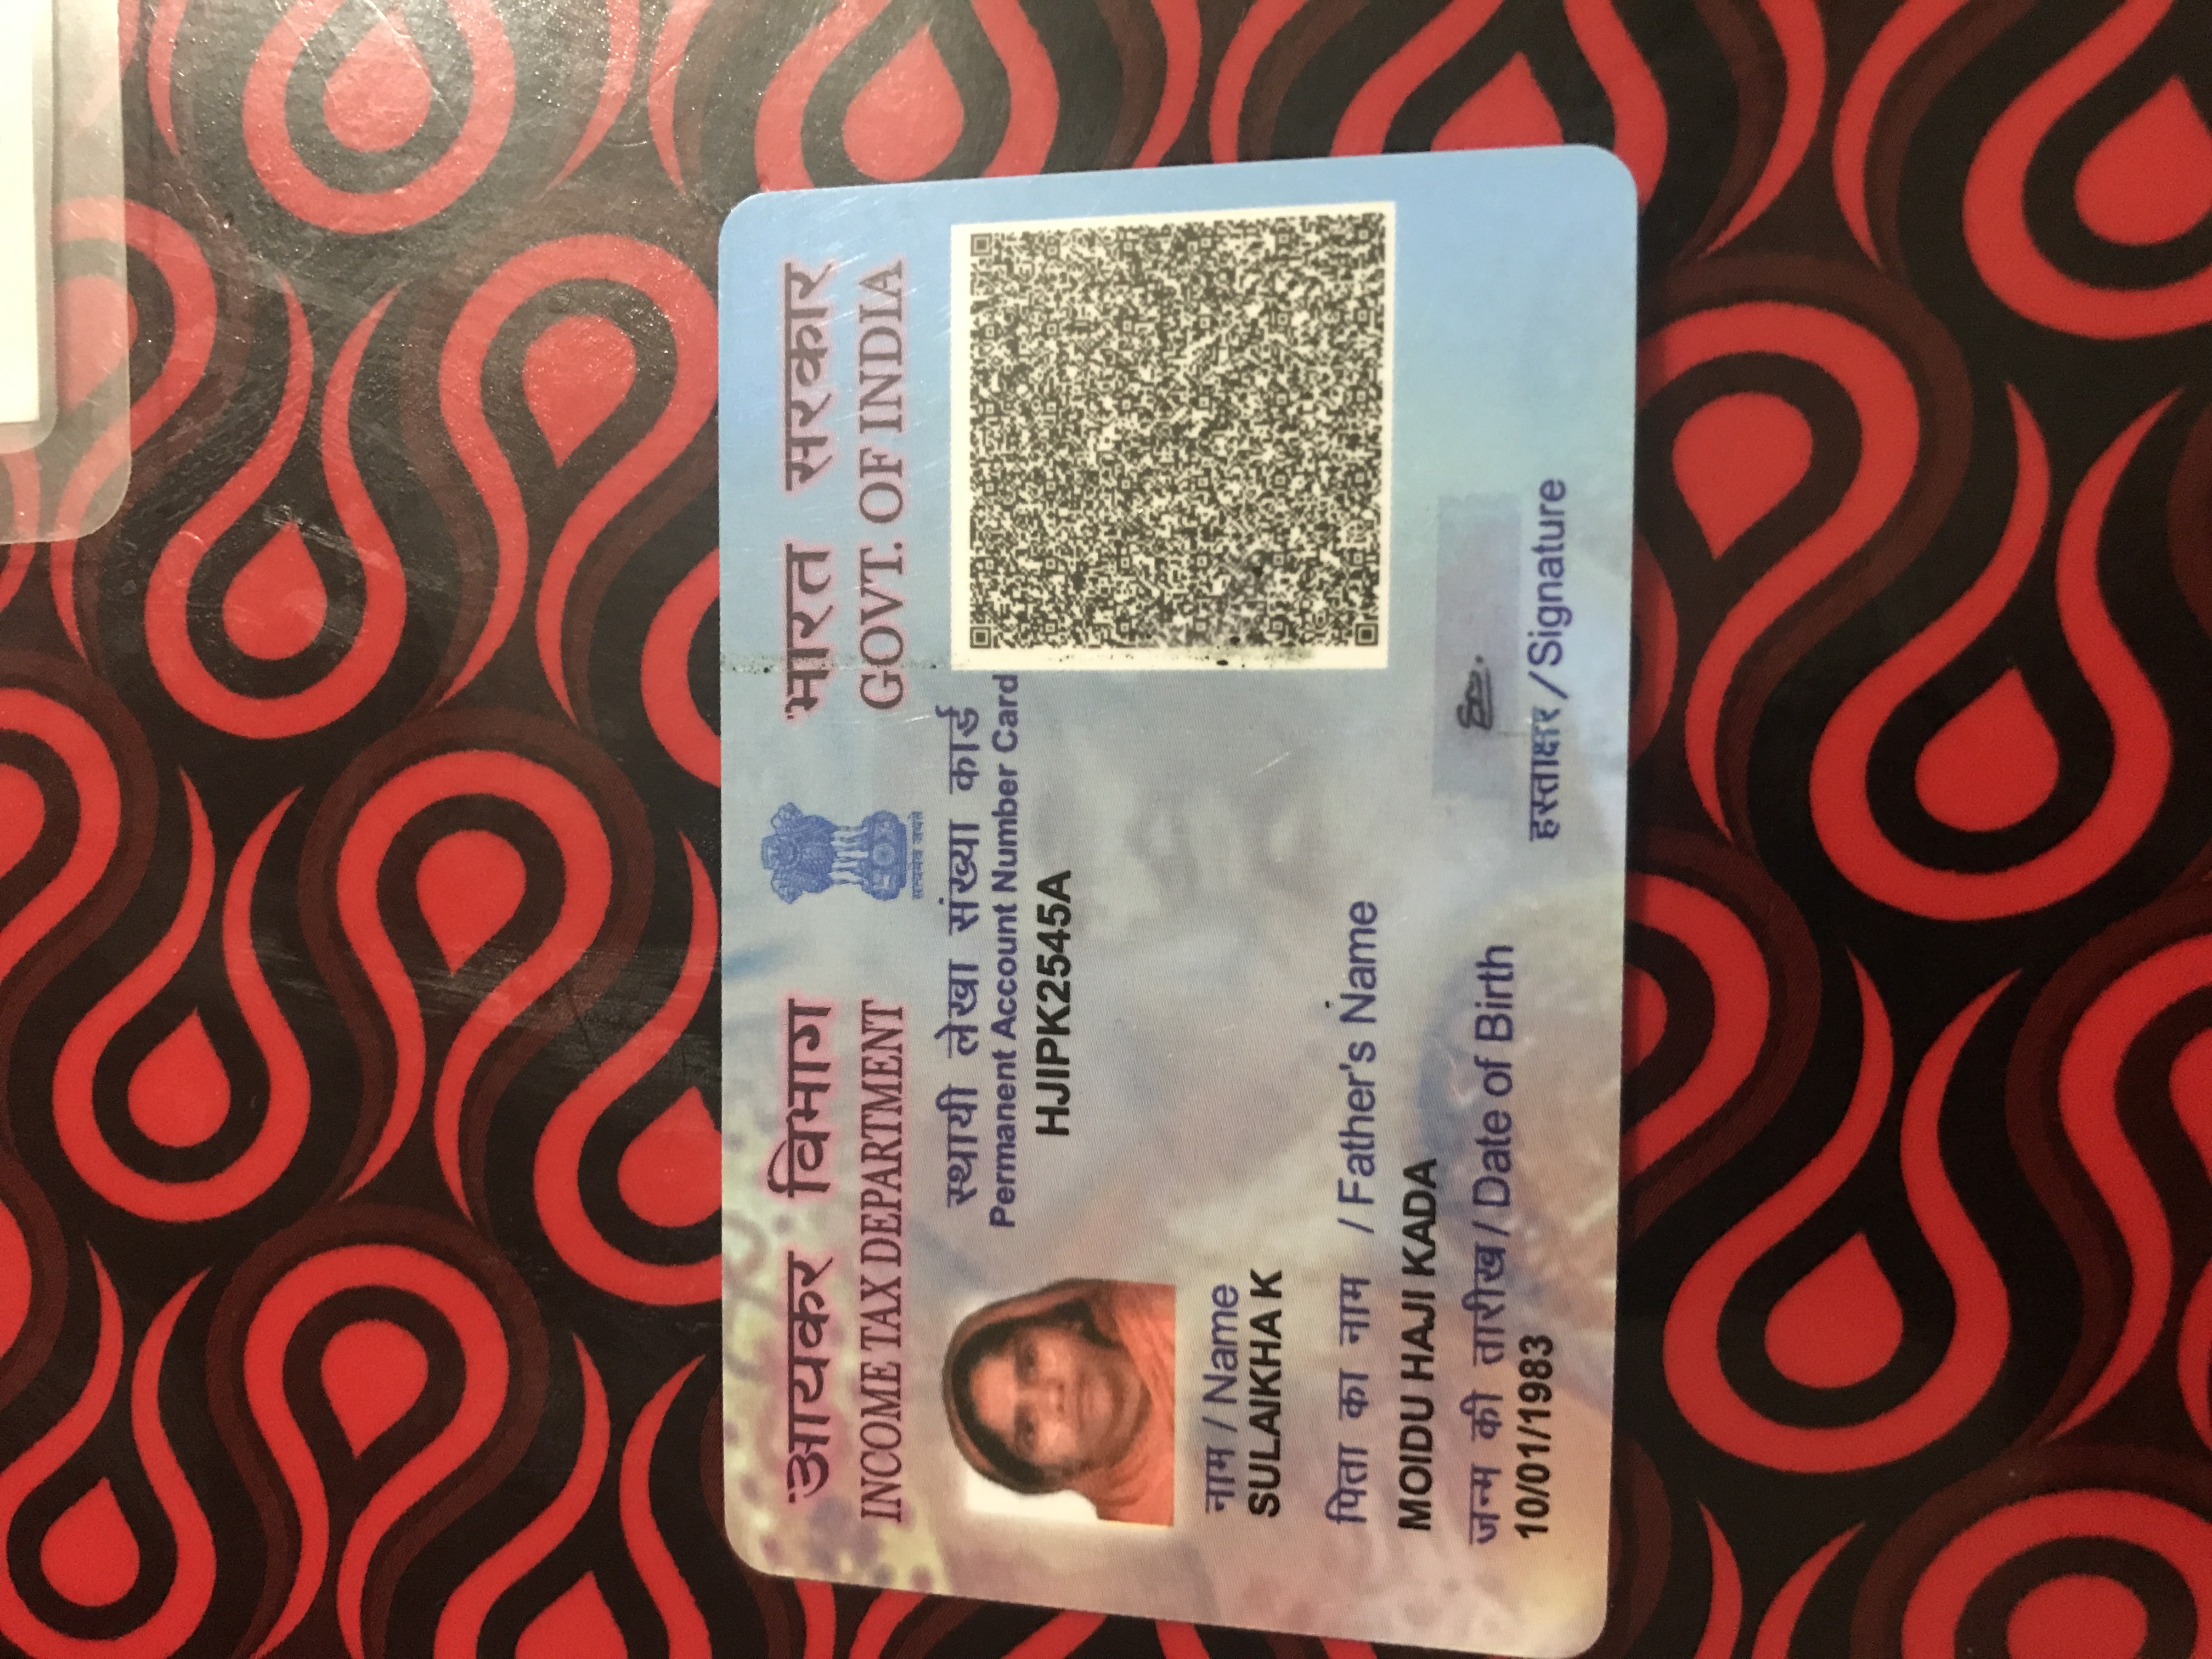 आयकर विभाग
INCOME TAX DEPARTMENT
सत्यमेव जयते
भारत सरकार
GOVT. OF INDIA
स्थायी लेखा संख्या कार्ड
Permanent Account Number Card
HJIPK2545A
नाम / Name
SULAIKHA K
पिता का नाम / Father's Name
MOIDU HAJI KADA
जन्म की तारीख / Date of Birth
10/01/1983
हस्ताक्षर / Signature